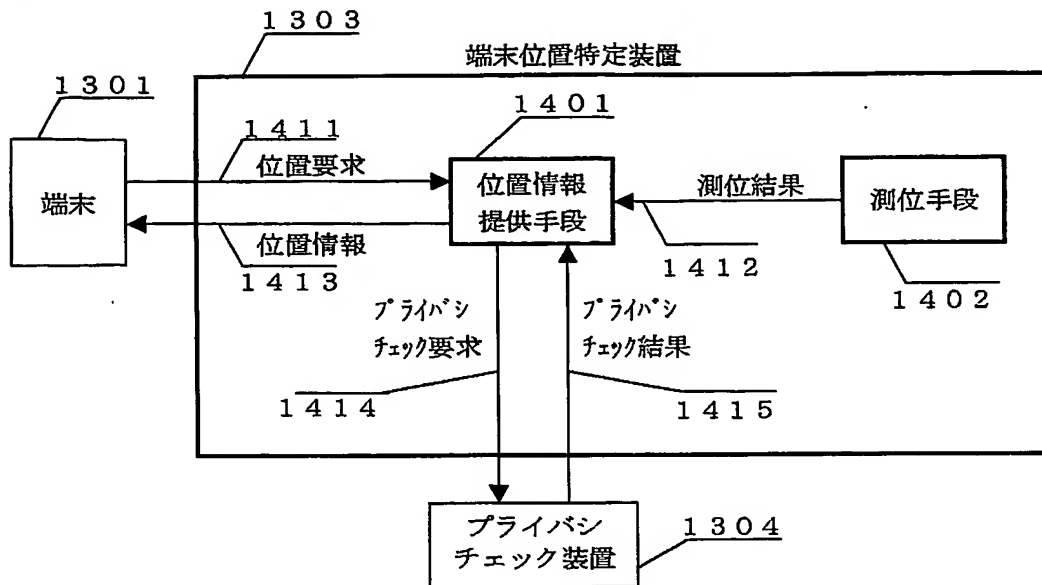 １３０３
端末位置特定装置
１３０１
１４０１
１４１１
位置要求
端末
位置情報
提供手段
測位結果
測位手段
位置情報
１４１３
１４１２
１４０２
ﾌﾟﾗｲﾊﾞｼ
ﾁｪｯｸ要求
ﾌﾟﾗｲﾊﾞｼ
ﾁｪｯｸ結果
１４１４
１４１５
プライバシ
チェック装置
１３０４